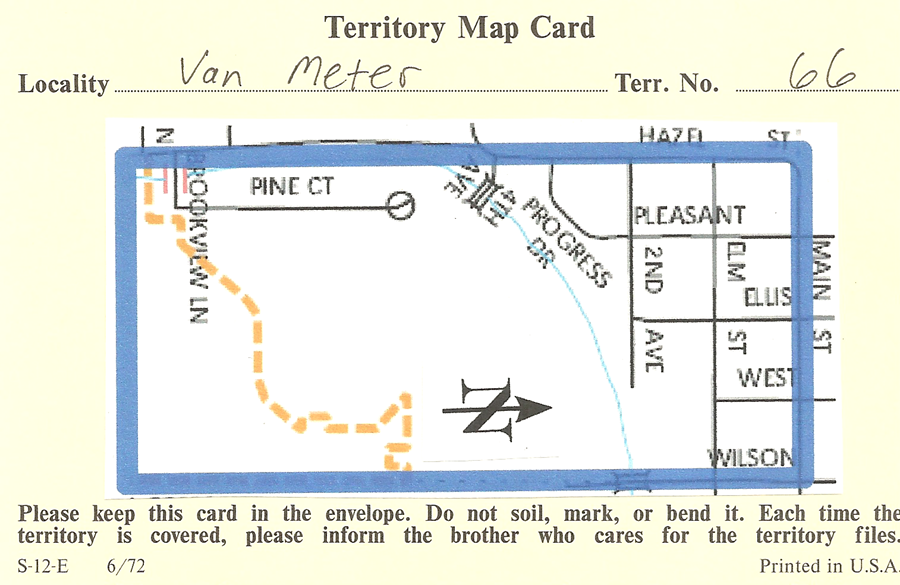 Territory Map Card
Locality Van Meter Terr. No. 66
N
HAZEL ST
BROOKVIEW LN
PINE CT
PROGRESS DR
PLEASANT
2ND AVE
ELM ST
MAIN ST
ELLIS
WEST
WILSON
N
Please keep this card in the envelope. Do not soil, mark, or bend it. Each time the
territory is covered, please inform the brother who cares for the territory files.
S-12-E 6/72 Printed in U.S.A.